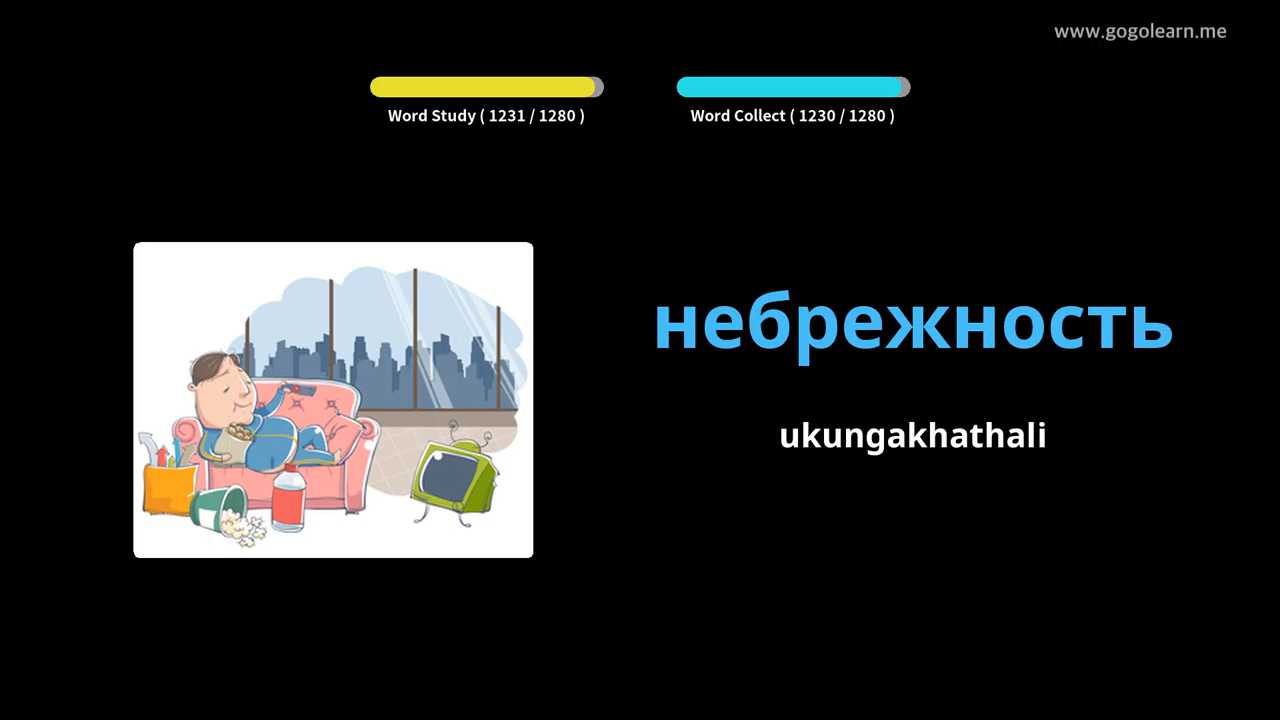 www.gogolearn.me
Word Study ( 1231 / 1280 )
Word Collect ( 1230 / 1280 )
небрежность
ukungakhathali